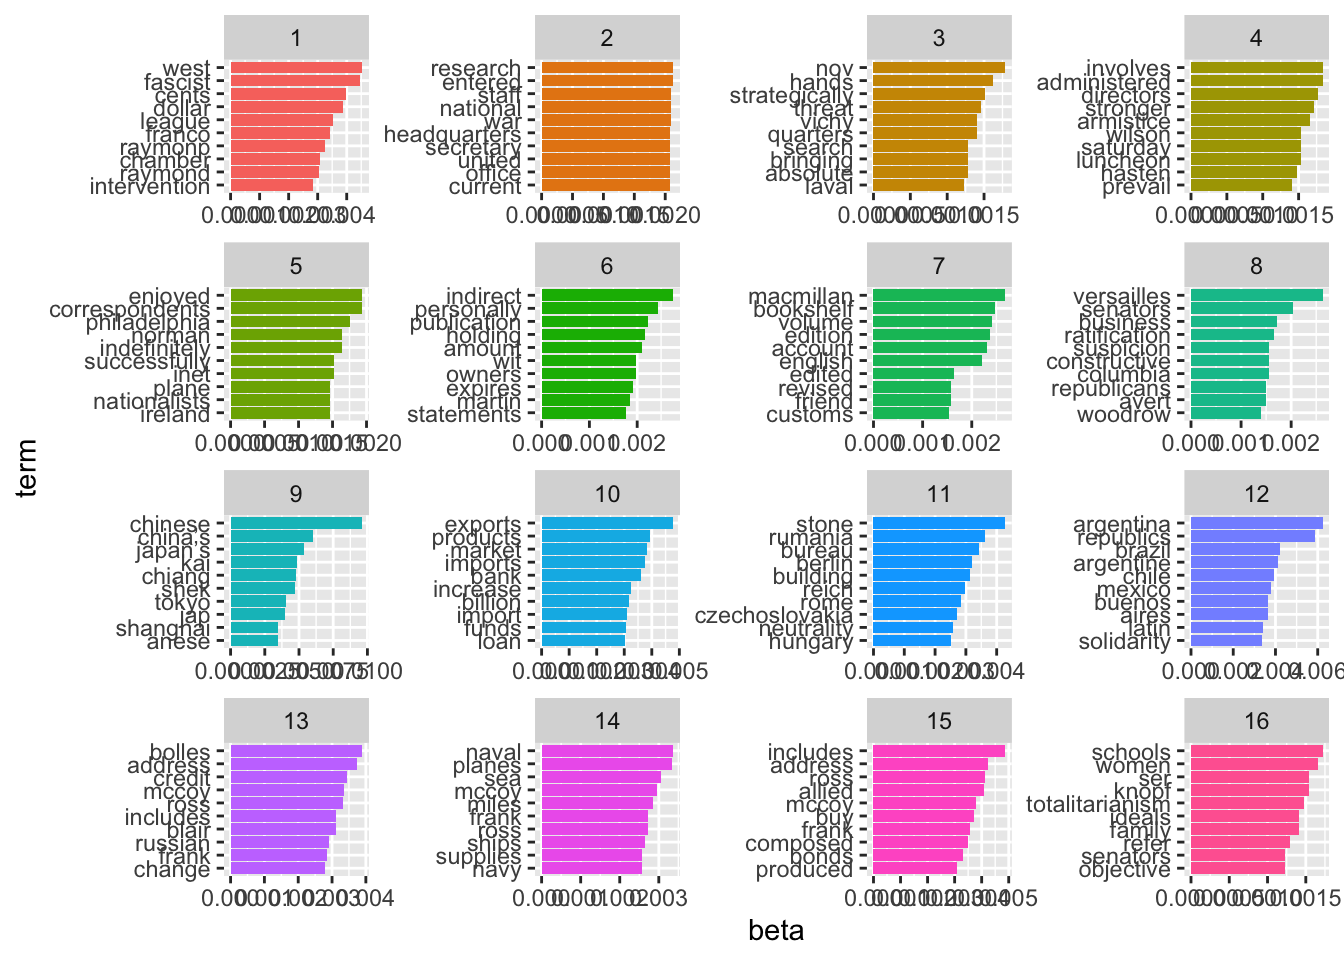 1
west
fascist
cents
dollar
league
franco
raymonp
chamber
raymond
intervention
2
research
entered
staff
national
war
headquarters
secretary
united
office
current
3
nov
hands
strategically
threat
vichy
quarters
search
bringing
absolute
laval
4
involves
administered
directors
stronger
armistice
wilson
saturday
luncheon
hasten
prevail
5
enjoyed
correspondents
philadelphia
norman
indefinitely
successfully
inet
plane
nationalists
ireland
6
indirect
personally
publication
holding
amount
wit
owners
expires
martin
statements
0.000 0.001 0.002
7
macmillan
bookshelf
volume
edition
account
english
edited
revised
friend
customs
0.000 0.001 0.002
8
versailles
senators
business
ratification
suspicion
constructive
columbia
republicans
avert
woodrow
0.000 0.001 0.002
9
chinese
china's
japan's
kai
chiang
shek
tokyo
jap
shanghai
anese
10
exports
products
market
imports
bank
increase
billion
import
funds
loan
11
stone
rumania
bureau
berlin
building
reich
rome
czechoslovakia
neutrality
hungary
12
argentina
republics
brazil
argentine
chile
mexico
buenos
aires
latin
solidarity
0.000 0.002 0.004 0.006
13
bolles
address
credit
mccoy
ross
includes
blair
russian
frank
change
14
naval
planes
sea
mccoy
miles
frank
ross
ships
supplies
navy
15
includes
address
ross
allied
mccoy
buy
frank
composed
bonds
produced
16
schools
women
ser
knopf
totalitarianism
ideals
family
refer
senators
objective
term
beta